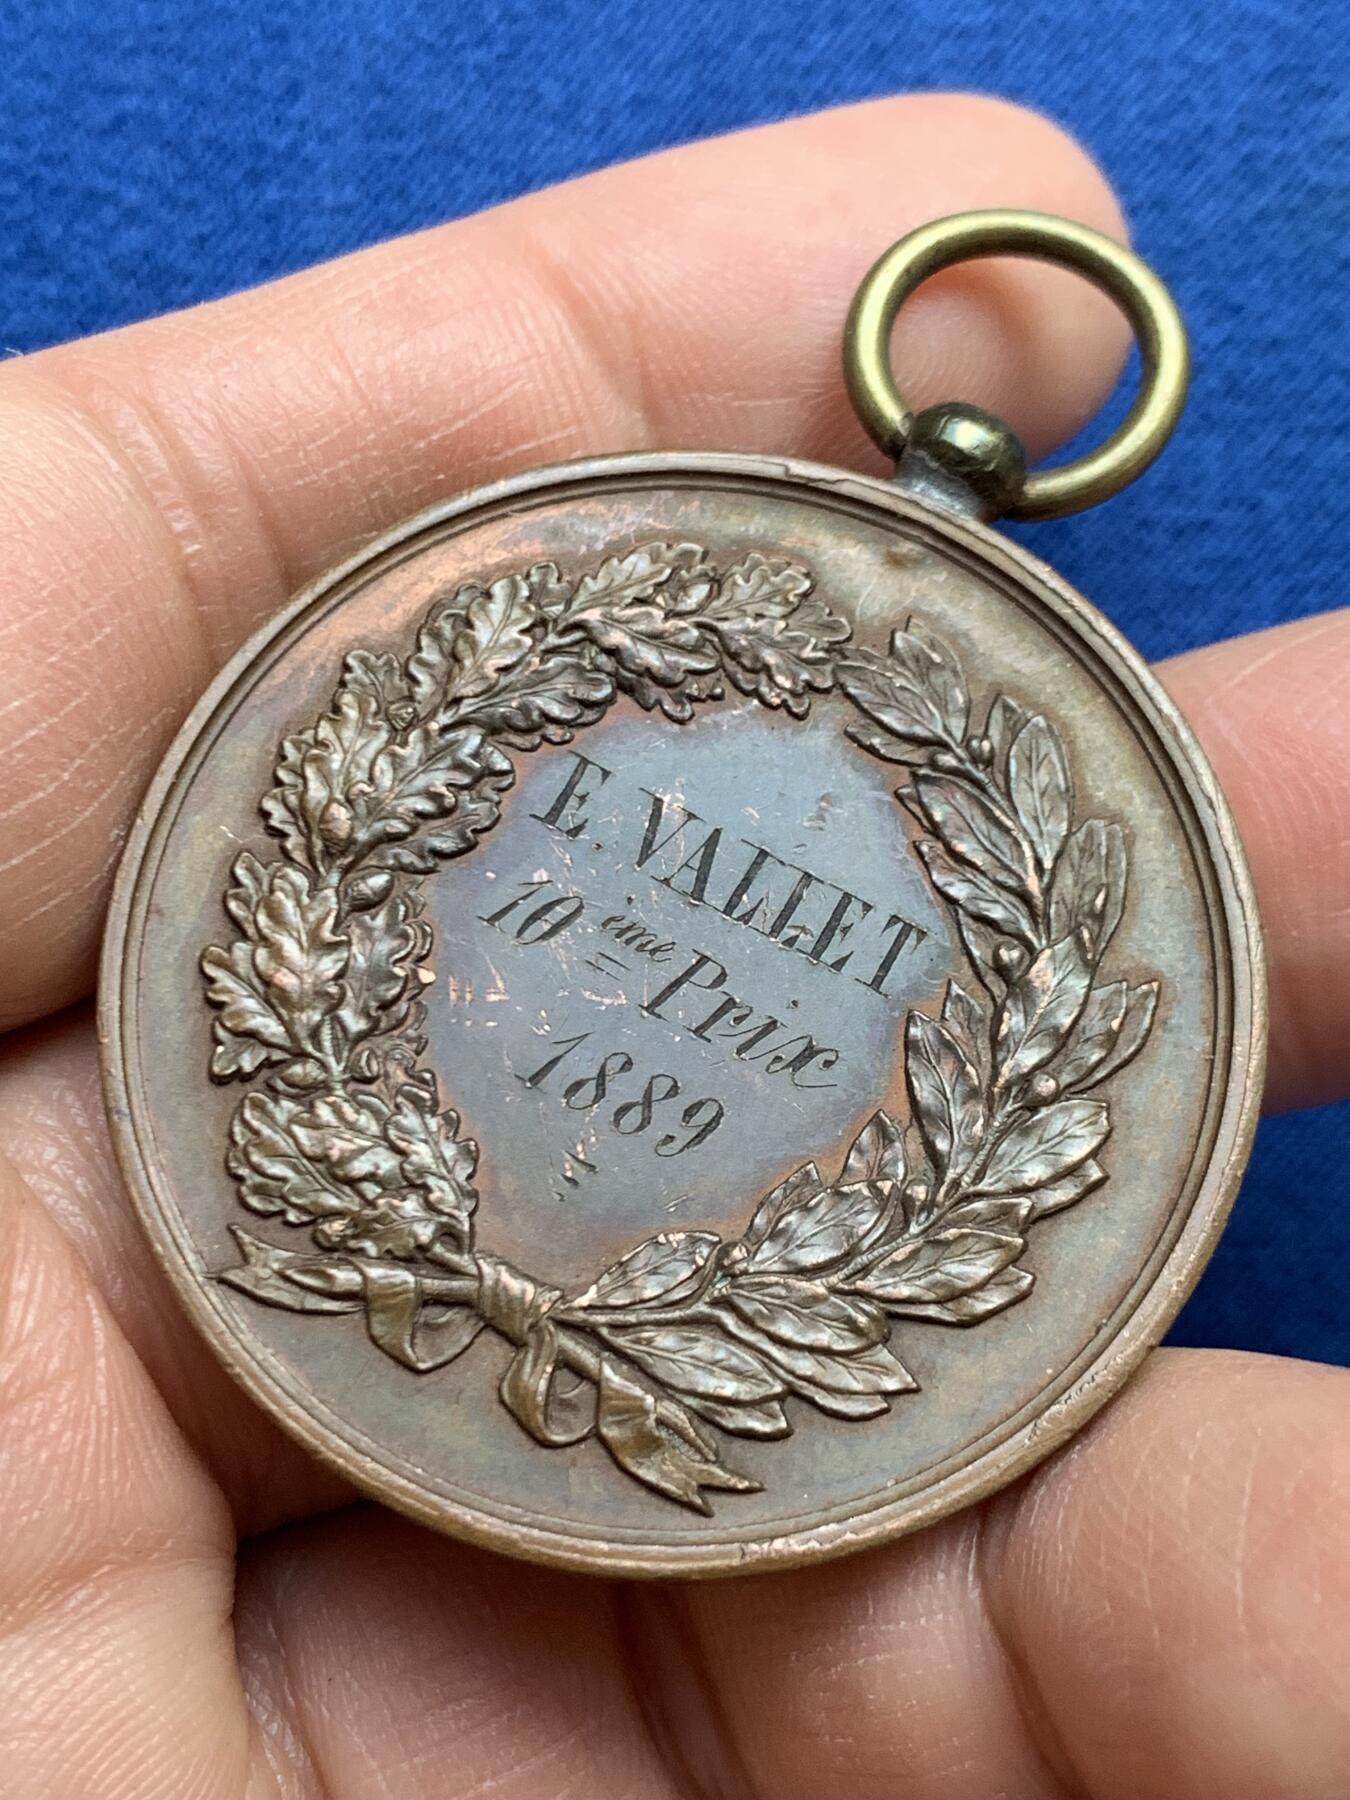 E. VALLET
10ème Prix
1889